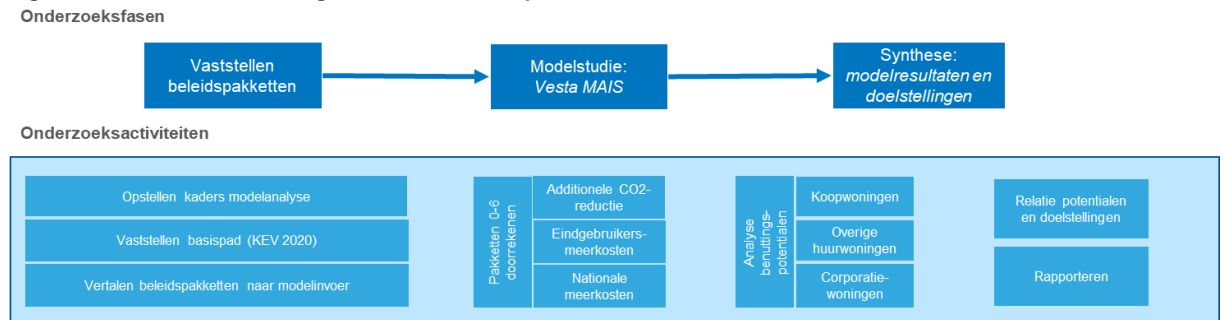 Onderzoeksfasen
Vaststellen
beleidspakketten
Modelstudie:
Vesta MAIS
Synthese:
modelresultaten en
doelstellingen
Onderzoeksactiviteiten
Opstellen kaders modelanalyse
Vaststellen basispad (KEV 2020)
Vertalen beleidspakketten naar modelinvoer
Pakketten 0-6
doorrekenen
Additionele CO2-
reductie
Eindgebruikers-
meerkosten
Nationale
meerkosten
Analyse
benuttings-
potentialen
Koopwoningen
Overige
huurwoningen
Corporatie-
woningen
Relatie potentialen
en doelstellingen
Rapporteren